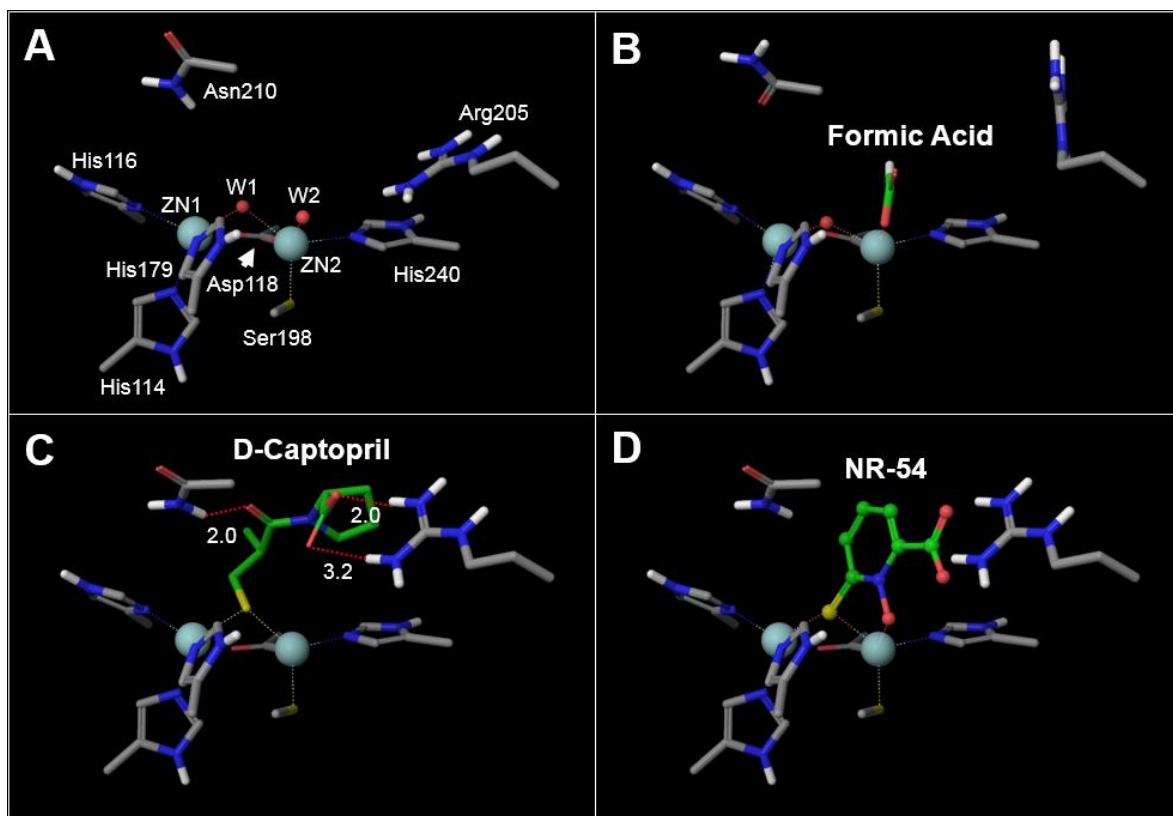 A
Asn210
Arg205
His116
W1
W2
ZN1
ZN2
His179
Asp118
His240
Ser198
His114
B
Formic Acid
C
D-Captopril
2.0
2.0
3.2
D
NR-54